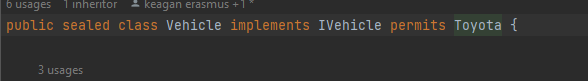 6 usages 1 inheritor keagan erasmus +1 *
public sealed class Vehicle implements IVehicle permits Toyota {
3 usages